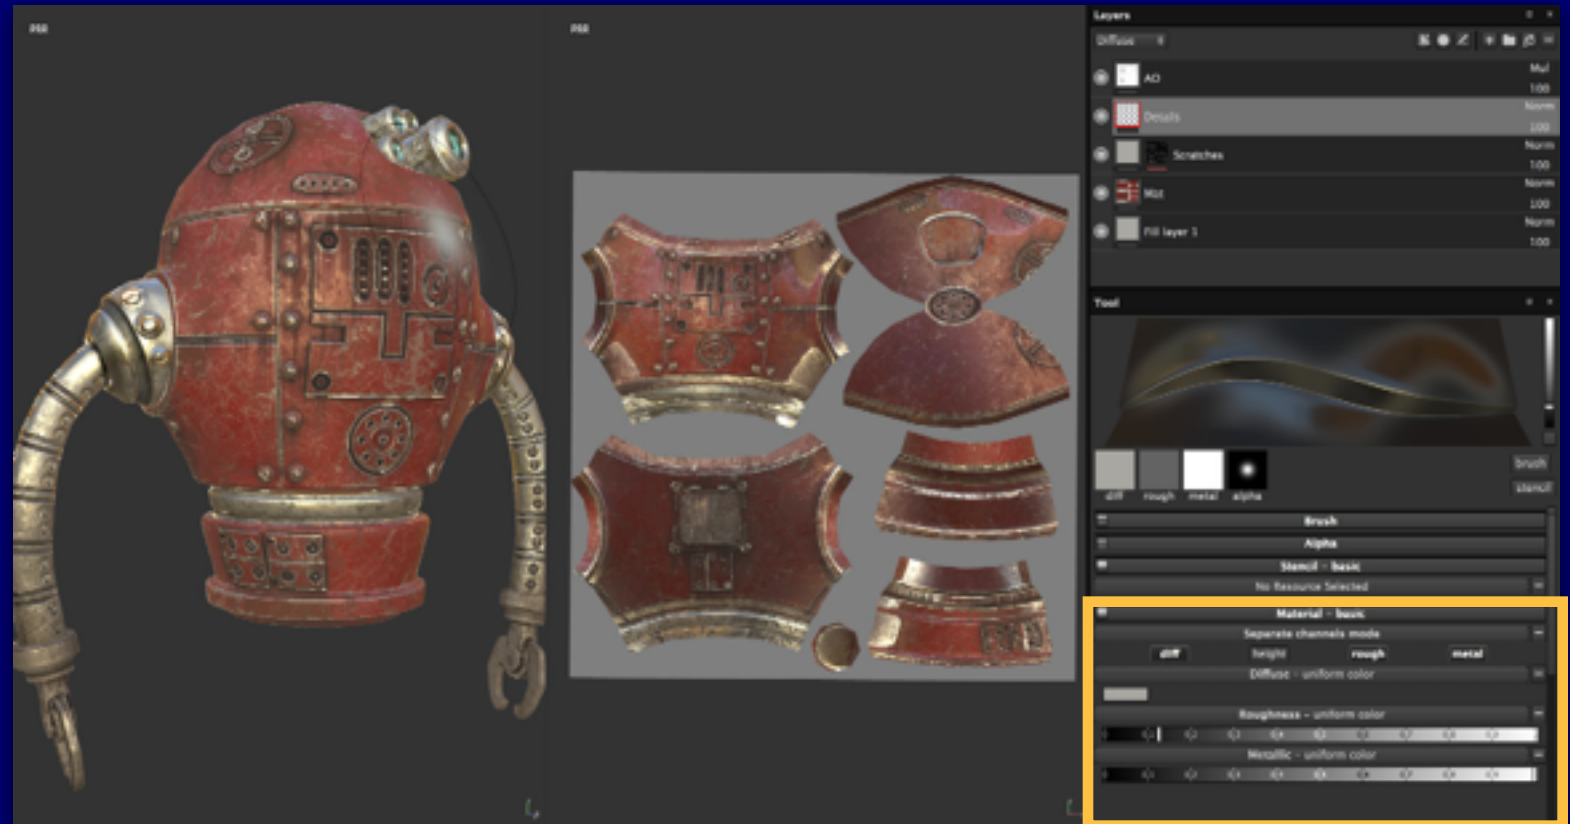 PBR
PBR
Layers
Diffuse
AO
Mul
100
Details
Norm
100
Scratches
Norm
100
Mat
Norm
100
Fill layer 1
Norm
100
Tool
diff rough metal alpha
brush
stencil
Brush
Alpha
Stencil - basic
No Resource Selected
Material - basic
Separate channels mode
diff height rough metal
Diffuse - uniform color
Roughness - uniform color
Metallic - uniform color